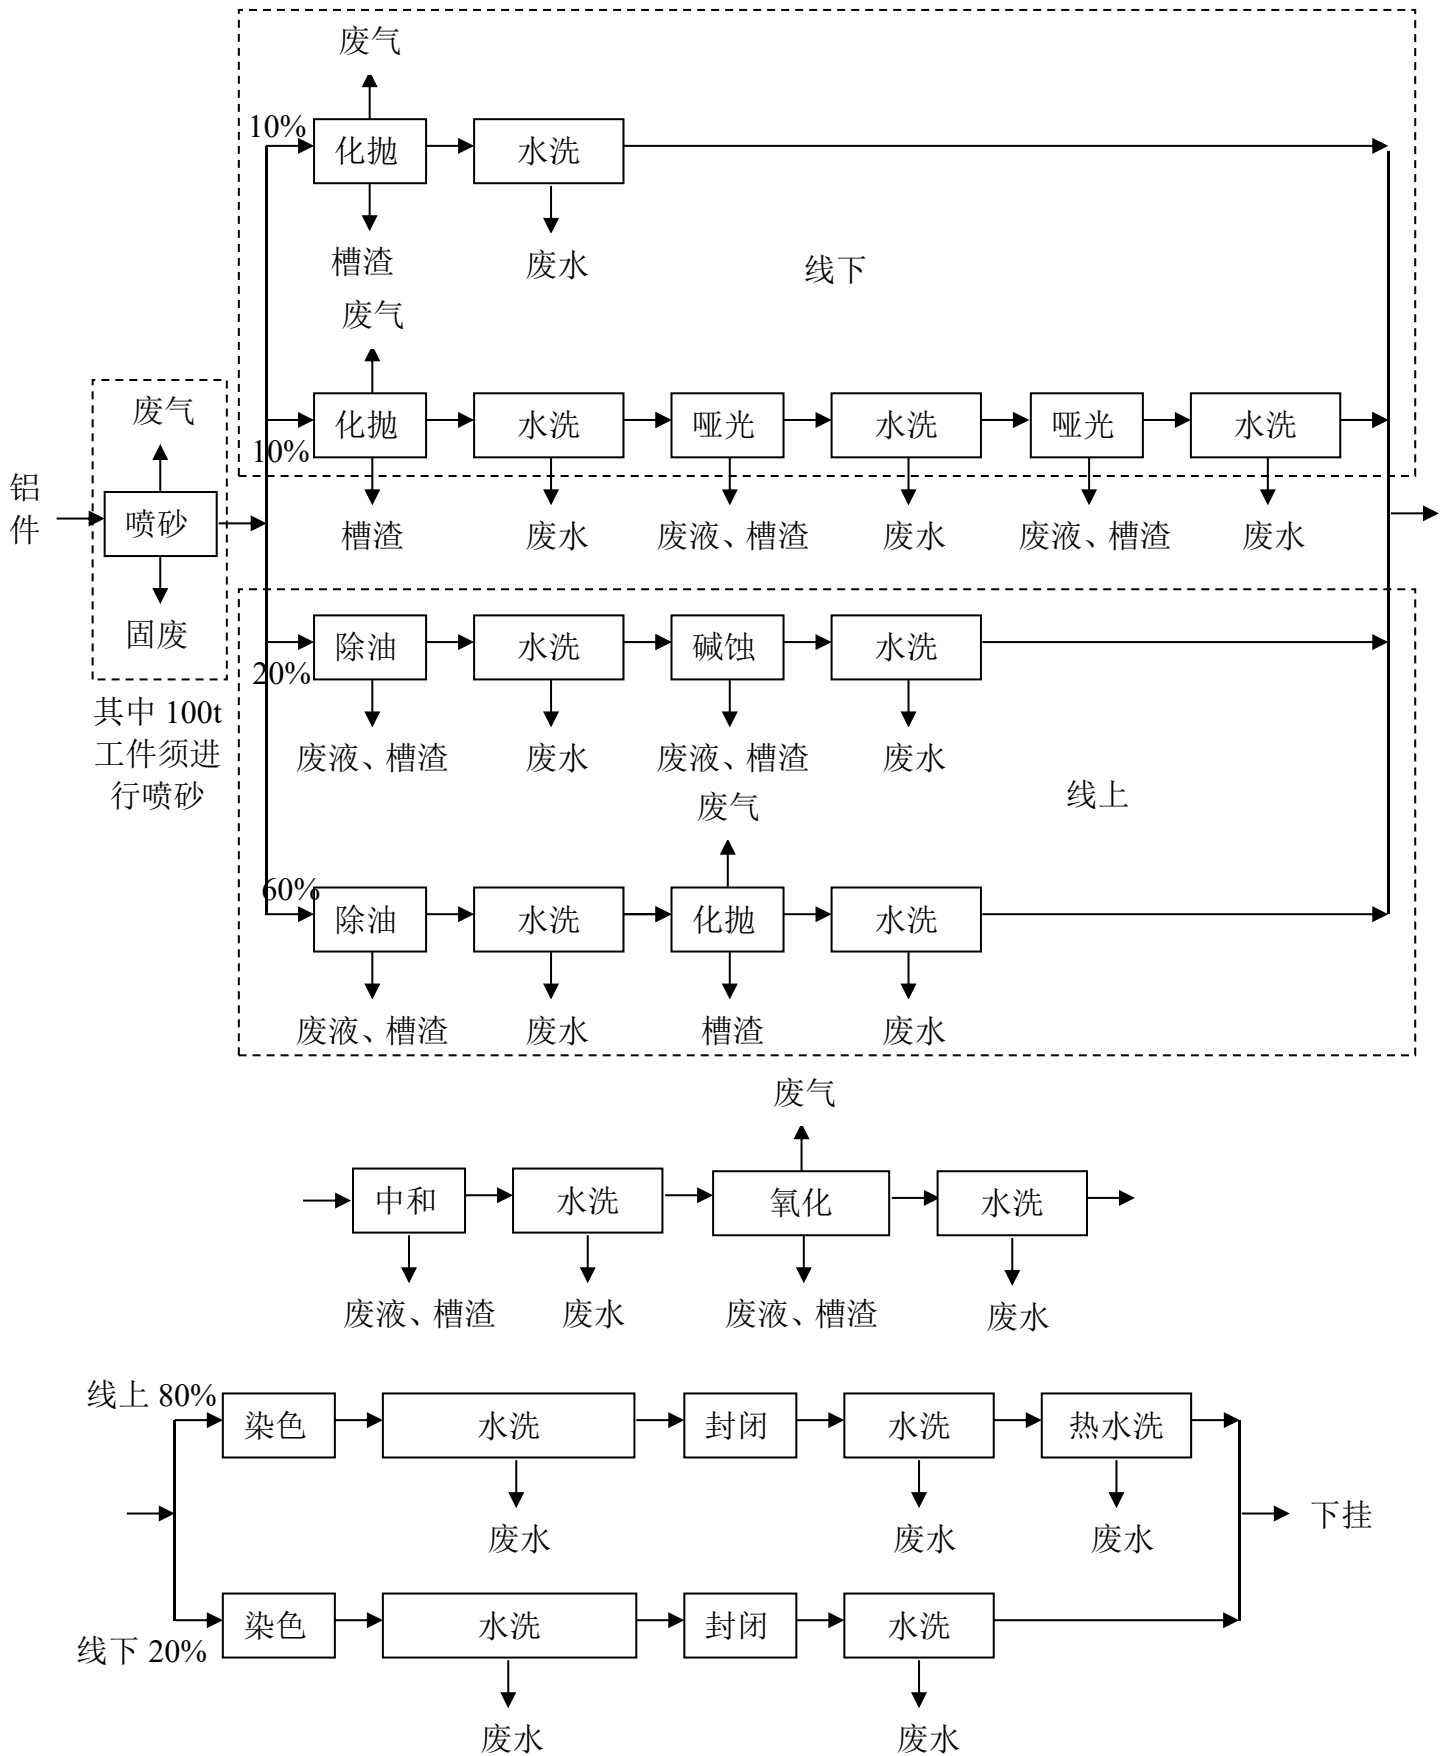 废气
10%
化抛
水洗
槽渣
废水
线下
废气
化抛
水洗
哑光
水洗
哑光
水洗
10%
槽渣
废水
废液、槽渣
废水
废液、槽渣
废水
铝
件
废气
喷砂
固废
其中 100t
工件须进
行喷砂
除油
水洗
碱蚀
水洗
20%
废液、槽渣
废水
废液、槽渣
废水
线上
废气
60%
除油
水洗
化抛
水洗
废液、槽渣
废水
槽渣
废水
废气
中和
水洗
氧化
水洗
废液、槽渣
废水
废液、槽渣
废水
线上 80%
染色
水洗
封闭
水洗
热水洗
废水
废水
废水
下挂
染色
水洗
封闭
水洗
线下 20%
废水
废水